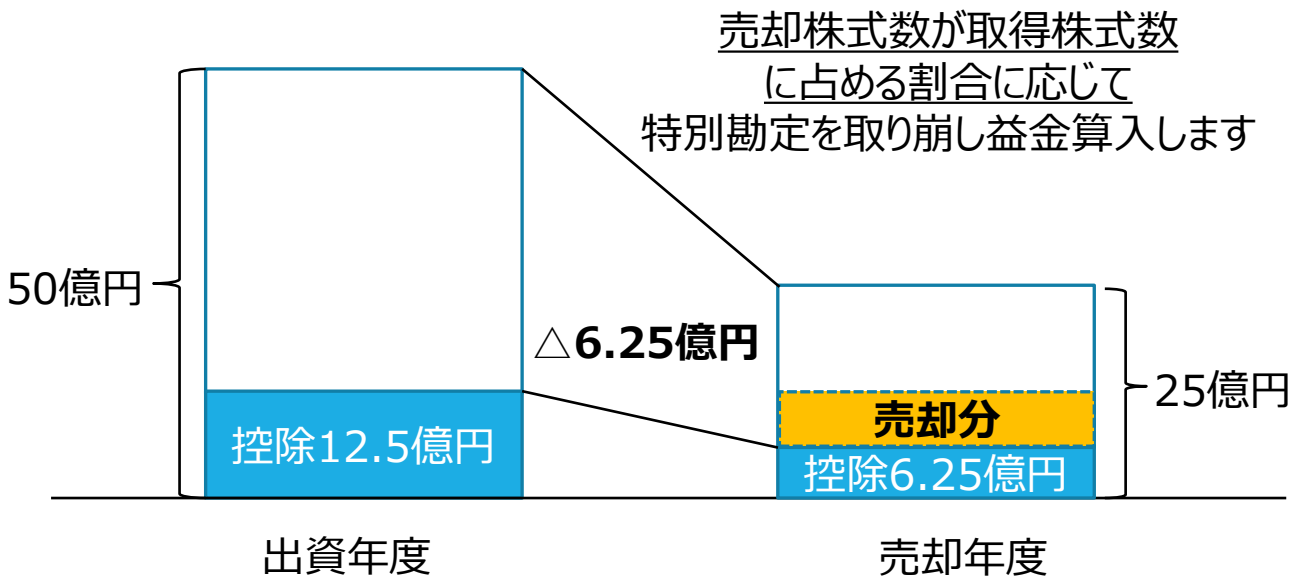 売却株式数が取得株式数
に占める割合に応じて
特別勘定を取り崩し益金算入します
50億円
△6.25億円
25億円
売却分
控除12.5億円
控除6.25億円
出資年度
売却年度